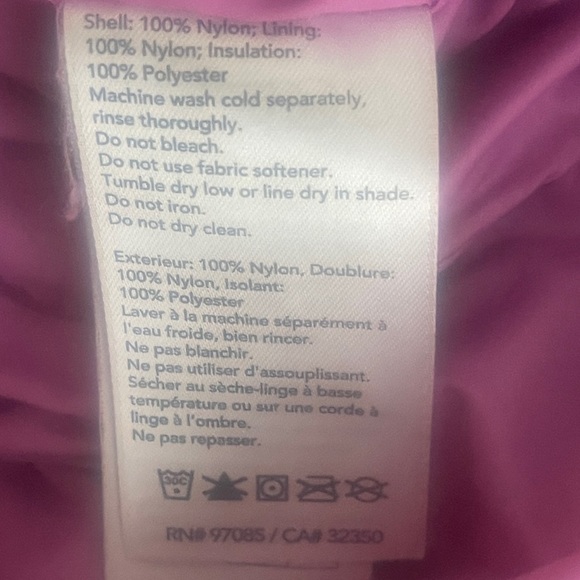 Shell: 100% Nylon; Lining:
100% Nylon; Insulation:
100% Polyester
Machine wash cold separately,
rinse thoroughly.
Do not bleach.
Do not use fabric softener.
Tumble dry low or line dry in shade.
Do not iron.
Do not dry clean.
Exterieur: 100% Nylon, Doublure:
100% Nylon, Isolant:
100% Polyester
Laver à la machine séparément à
l'eau froide, bien rincer.
Ne pas blanchir.
Ne pas utiliser d'assouplissant.
Sécher au sèche-linge à basse
température ou sur une corde à
linge à l'ombre.
Ne pas repasser.
30C
RN# 97085 / CA# 32350